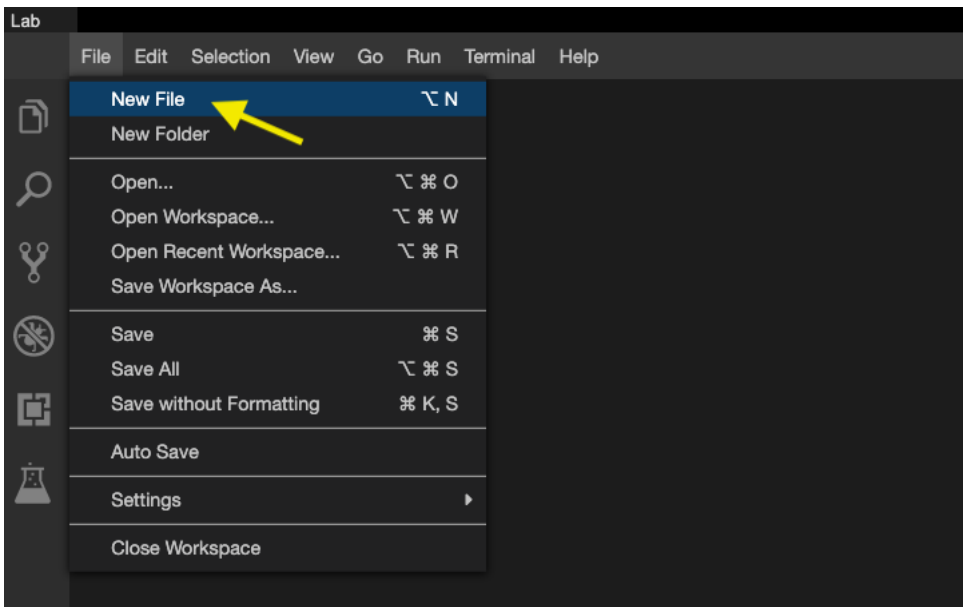 Lab
File Edit Selection View Go Run Terminal Help
New File ⌥ N
New Folder
Open... ⌥ ⌘ O
Open Workspace... ⌥ ⌘ W
Open Recent Workspace... ⌥ ⌘ R
Save Workspace As...
Save ⌘ S
Save All ⌥ ⌘ S
Save without Formatting ⌘ K, S
Auto Save
Settings
Close Workspace